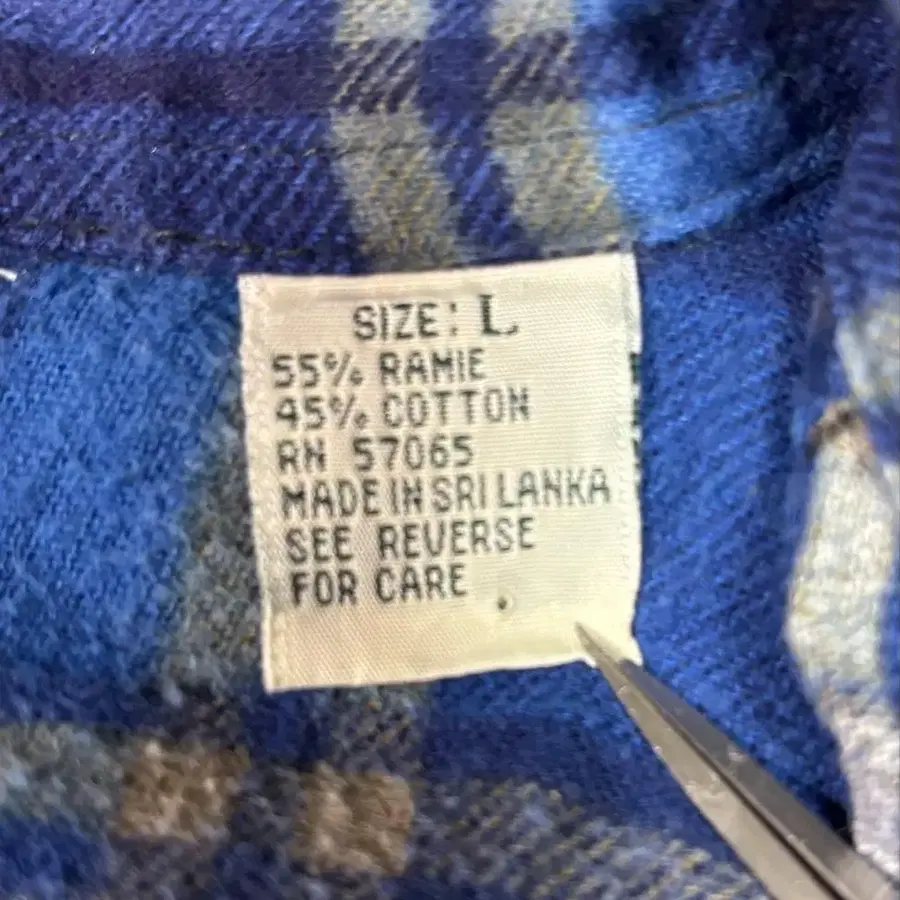 SIZE: L
55% RAMIE
45% COTTON
RN 57065
MADE IN SRI LANKA
SEE REVERSE
FOR CARE